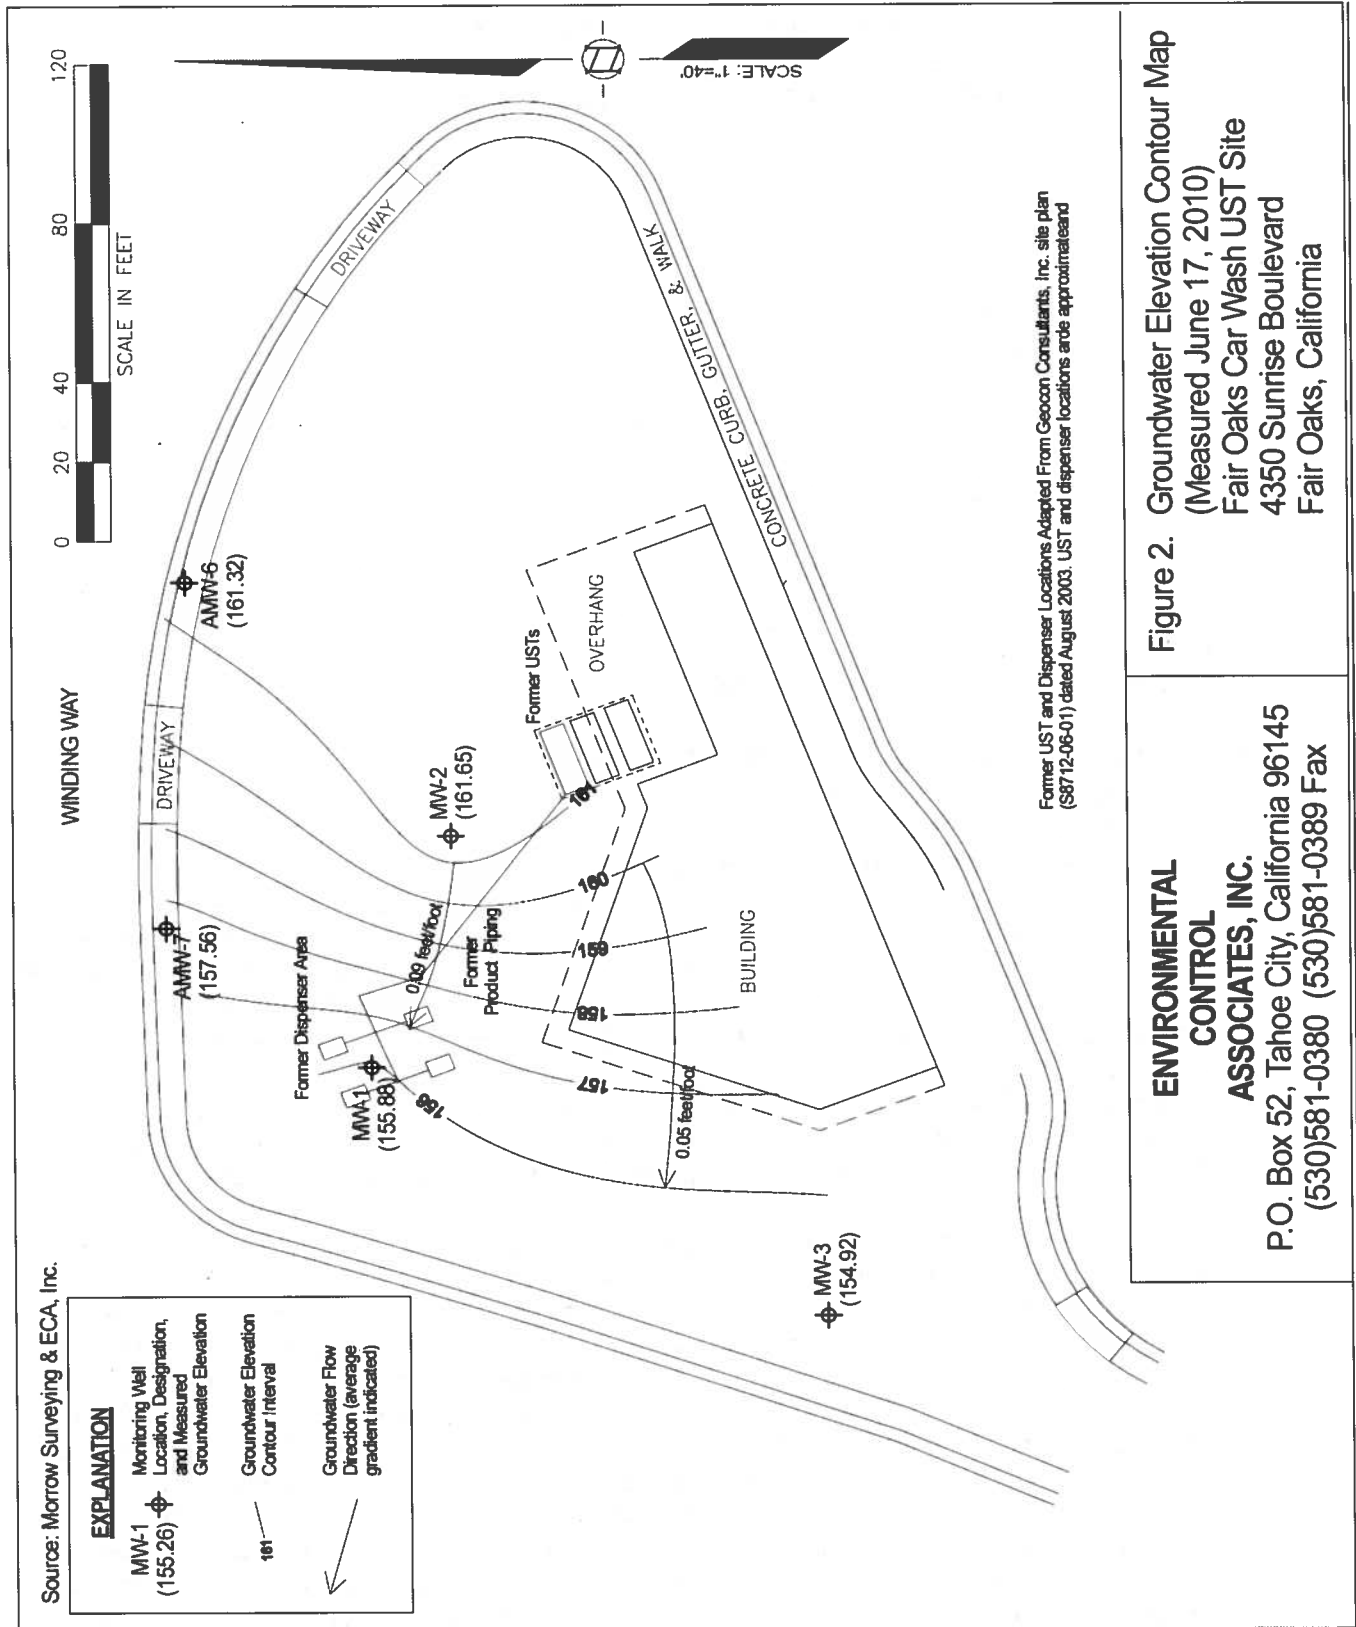 Source: Morrow Surveying & ECA, Inc.
EXPLANATION
MW-1
(155.26)
Monitoring Well
Location, Designation,
and Measured
Groundwater Elevation
161
Groundwater Elevation
Contour Interval
Groundwater Flow
Direction (average
gradient indicated)
WINDING WAY
0 20 40 80 120
SCALE IN FEET
SCALE: 1"=40'
DRIVEWAY
DRIVEWAY
AMW-6
(161.32)
AMW-7
(157.56)
MW-2
(161.65)
MW-1
(155.88)
MW-3
(154.92)
Former Dispenser Area
0.09 feet/foot
Former
Product Piping
Former USTs
OVERHANG
BUILDING
161
160
159
158
157
156
0.05 feet/foot
CONCRETE CURB, GUTTER, & WALK
Former UST and Dispenser Locations Adapted From Geocon Consultants, Inc. site plan
(S8712-06-01) dated August 2003. UST and dispenser locations arde approximateand
ENVIRONMENTAL
CONTROL
ASSOCIATES, INC.
P.O. Box 52, Tahoe City, California 96145
(530)581-0380 (530)581-0389 Fax
Figure 2. Groundwater Elevation Contour Map
(Measured June 17, 2010)
Fair Oaks Car Wash UST Site
4350 Sunrise Boulevard
Fair Oaks, California